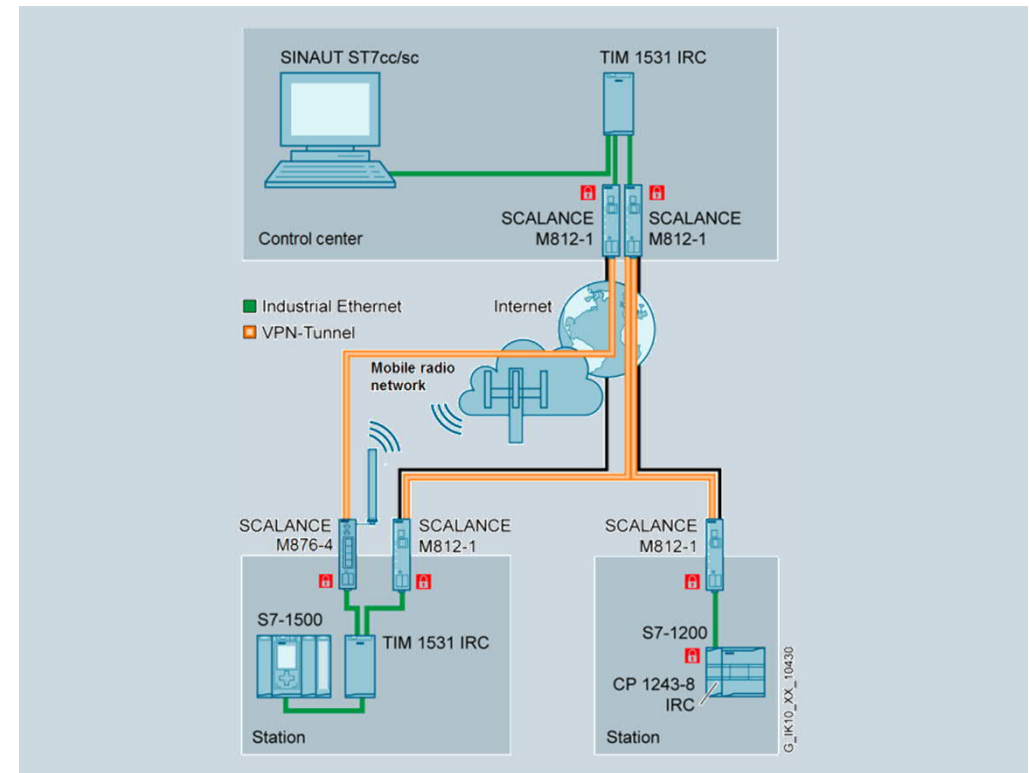 SINAUT ST7cc/sc
TIM 1531 IRC
SCALANCE
M812-1
SCALANCE
M812-1
Control center
Industrial Ethernet
VPN-Tunnel
Internet
Mobile radio
network
SCALANCE
M876-4
SCALANCE
M812-1
SCALANCE
M812-1
S7-1500
TIM 1531 IRC
Station
S7-1200
CP 1243-8
IRC
Station
G_IK10_XX_10430